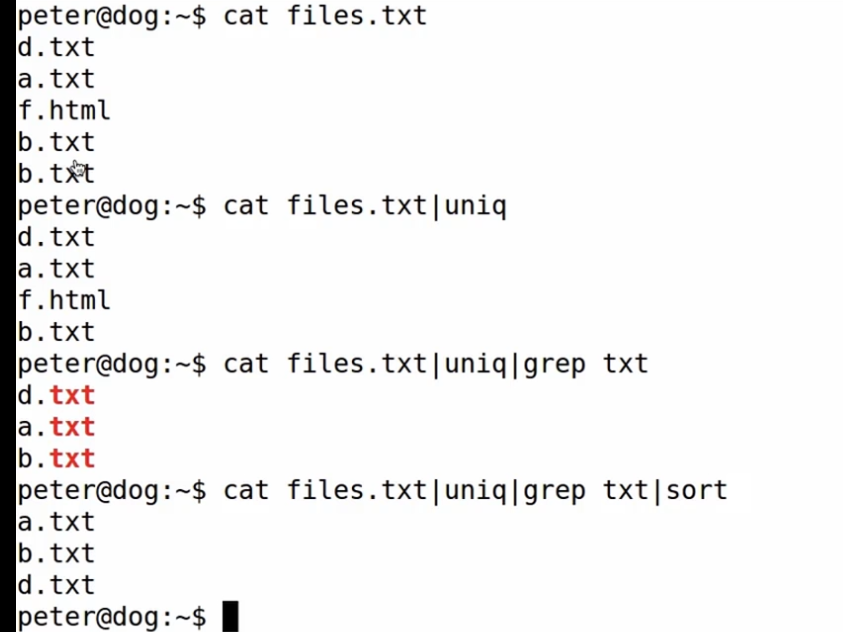 peter@dog:~$ cat files.txt
d.txt
a.txt
f.html
b.txt
b.txt
peter@dog:~$ cat files.txt|uniq
d.txt
a.txt
f.html
b.txt
peter@dog:~$ cat files.txt|uniq|grep txt
d.txt
a.txt
b.txt
peter@dog:~$ cat files.txt|uniq|grep txt|sort
a.txt
b.txt
d.txt
peter@dog:~$